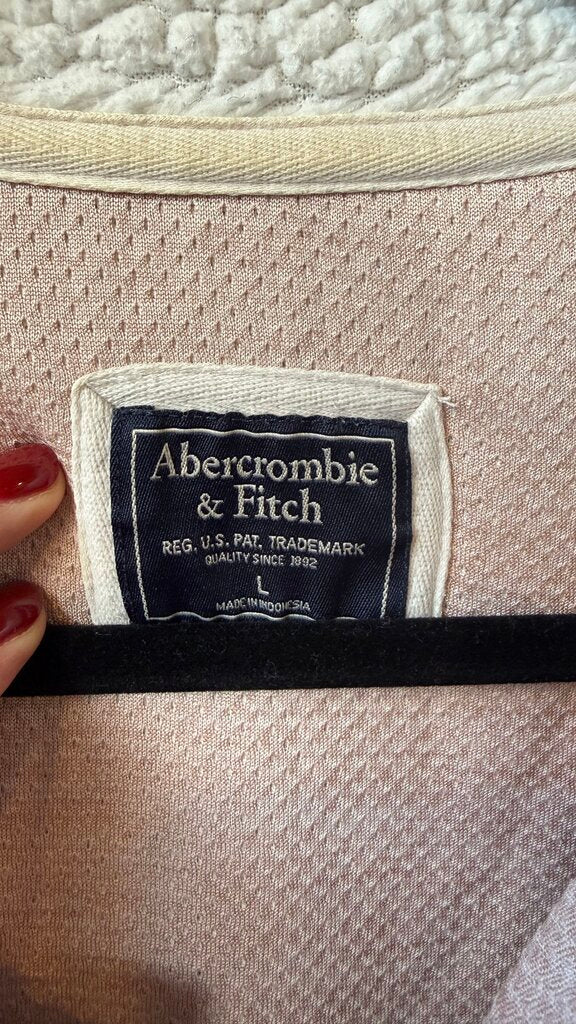 Abercrombie
& Fitch
REG. U.S. PAT. TRADEMARK
QUALITY SINCE 1892
L
MADE IN INDONESIA